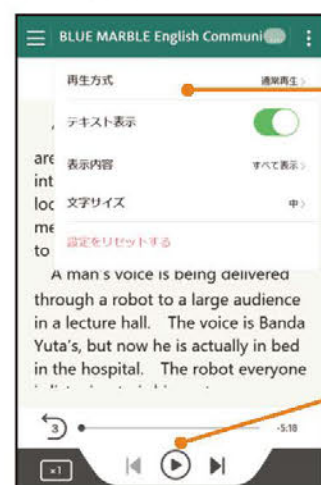 BLUE MARBLE English Communi
再生方式 通常再生
テキスト表示
are
表示内容 すべて表示
int
loc
文字サイズ 中
me
設定をリセットする
to
A man's voice is being delivered
through a robot to a large audience
in a lecture hall. The voice is Banda
Yuta's, but now he is actually in bed
in the hospital. The robot everyone
3 -5:18
×1